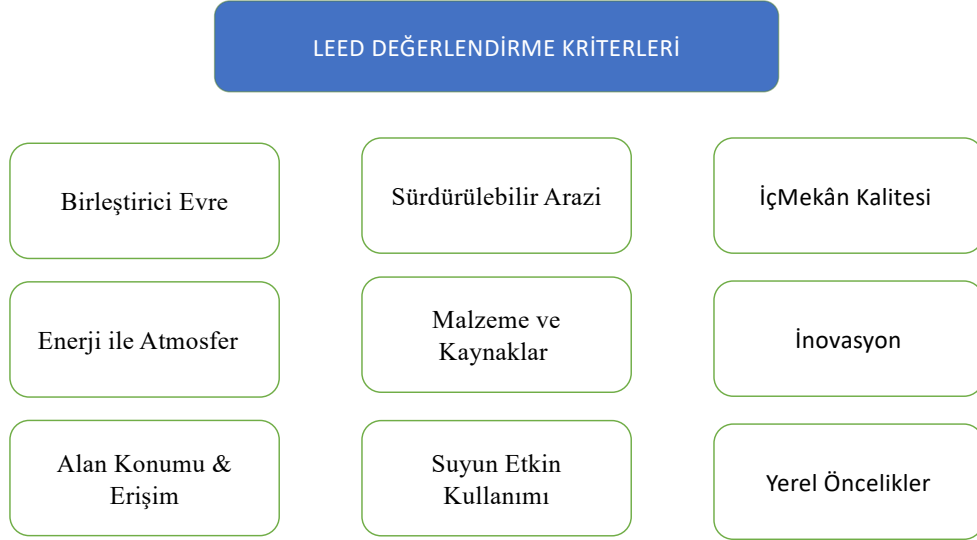 LEED DEĞERLENDİRME KRİTERLERİ
Birleştirici Evre
Sürdürülebilir Arazi
İçMekân Kalitesi
Enerji ile Atmosfer
Malzeme ve
Kaynaklar
İnovasyon
Alan Konumu &
Erişim
Suyun Etkin
Kullanımı
Yerel Öncelikler